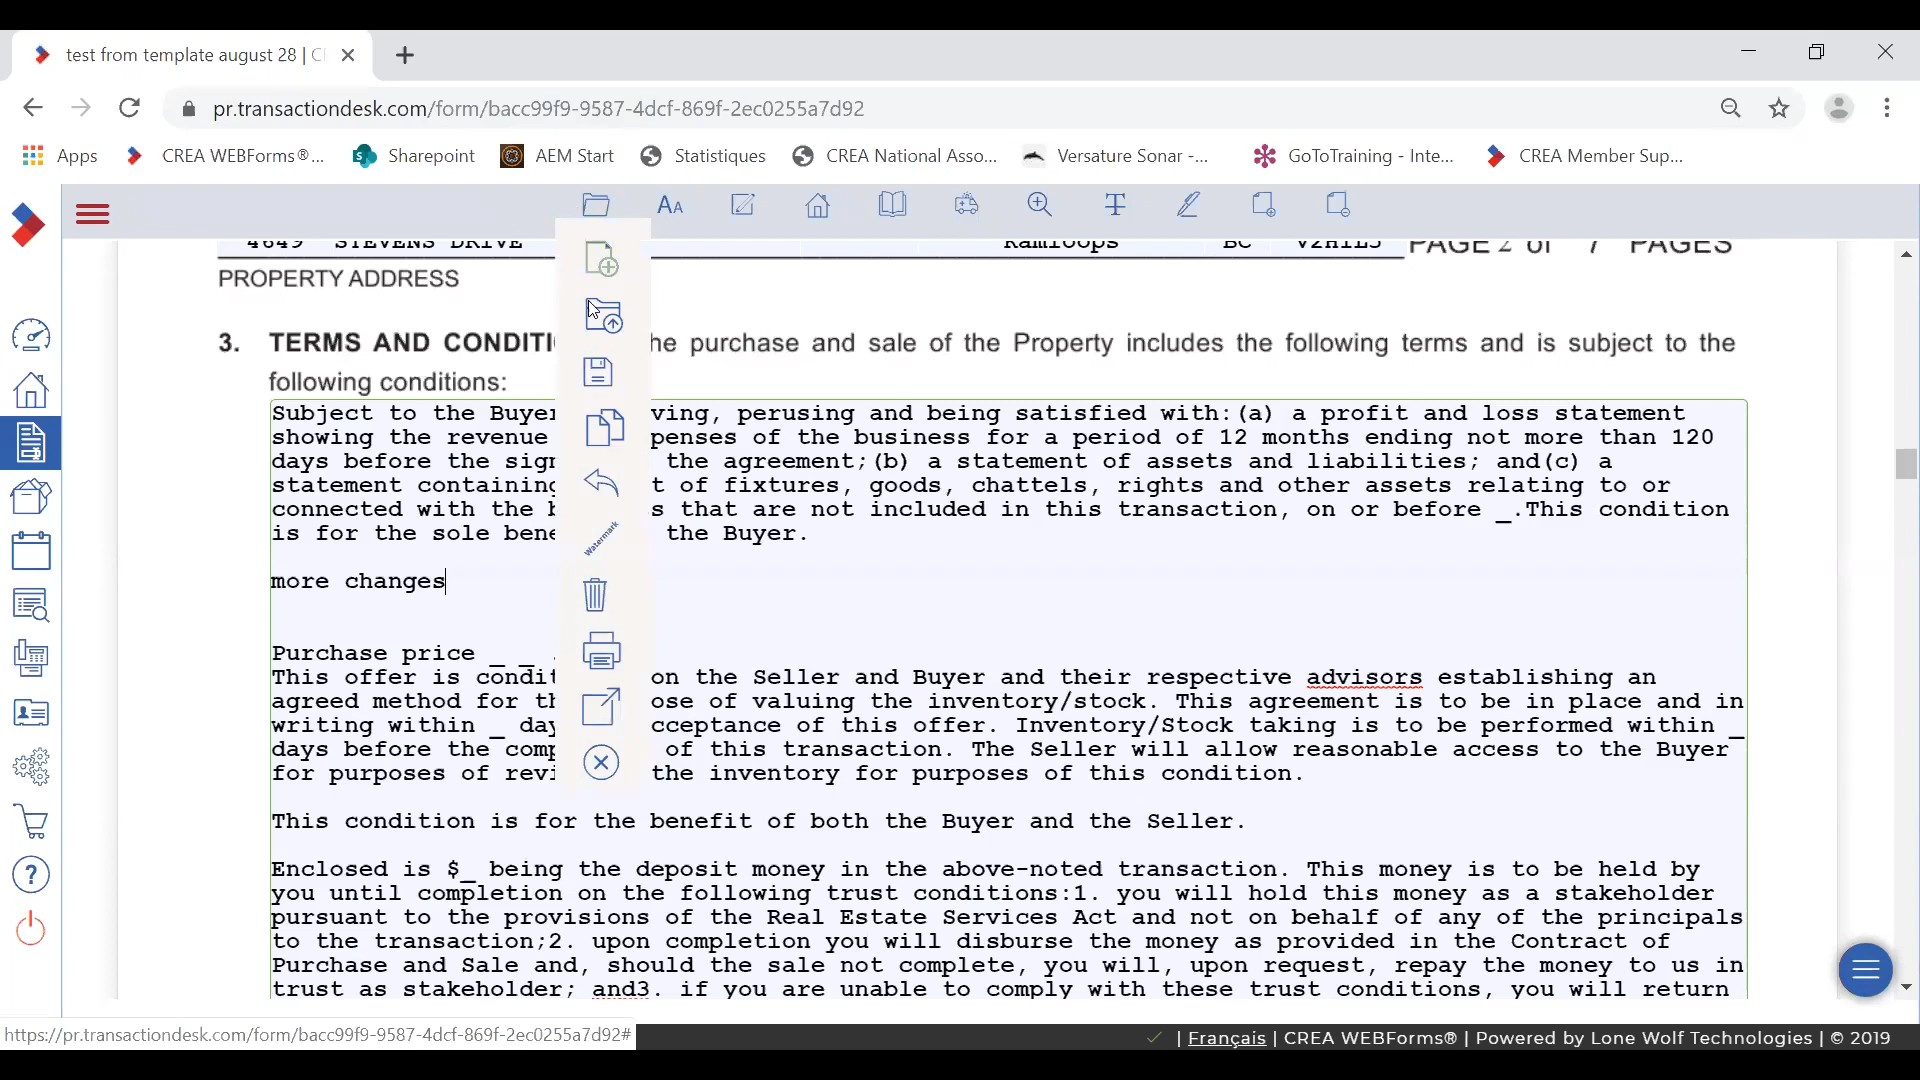 test from template august 28 | C
pr.transactiondesk.com/form/bacc99f9-9587-4dcf-869f-2ec0255a7d92
Apps CREA WEBForms®... Sharepoint AEM Start Statistiques CREA National Asso... Versature Sonar -... GoToTraining - Inte... CREA Member Sup...
4649 STEVENS DRIVE Kamloops BC V2H1L5 PAGE 2 of 7 PAGES
PROPERTY ADDRESS
3. TERMS AND CONDITI he purchase and sale of the Property includes the following terms and is subject to the
following conditions:
Subject to the Buyer ving, perusing and being satisfied with:(a) a profit and loss statement
showing the revenue penses of the business for a period of 12 months ending not more than 120
days before the sig the agreement;(b) a statement of assets and liabilities; and(c) a
statement containing t of fixtures, goods, chattels, rights and other assets relating to or
connected with the b s that are not included in this transaction, on or before _.This condition
is for the sole bene the Buyer.
more changes
Watermark
Purchase price _ _ .
This offer is condit on the Seller and Buyer and their respective advisors establishing an
agreed method for th ose of valuing the inventory/stock. This agreement is to be in place and in
writing within _ day cceptance of this offer. Inventory/Stock taking is to be performed within _
days before the comp of this transaction. The Seller will allow reasonable access to the Buyer
for purposes of revi the inventory for purposes of this condition.
This condition is for the benefit of both the Buyer and the Seller.
Enclosed is $_ being the deposit money in the above-noted transaction. This money is to be held by
you until completion on the following trust conditions:1. you will hold this money as a stakeholder
pursuant to the provisions of the Real Estate Services Act and not on behalf of any of the principals
to the transaction;2. upon completion you will disburse the money as provided in the Contract of
Purchase and Sale and, should the sale not complete, you will, upon request, repay the money to us in
trust as stakeholder; and3. if you are unable to comply with these trust conditions, you will return
https://pr.transactiondesk.com/form/bacc99f9-9587-4dcf-869f-2ec0255a7d92#
| Français | CREA WEBForms® | Powered by Lone Wolf Technologies | © 2019